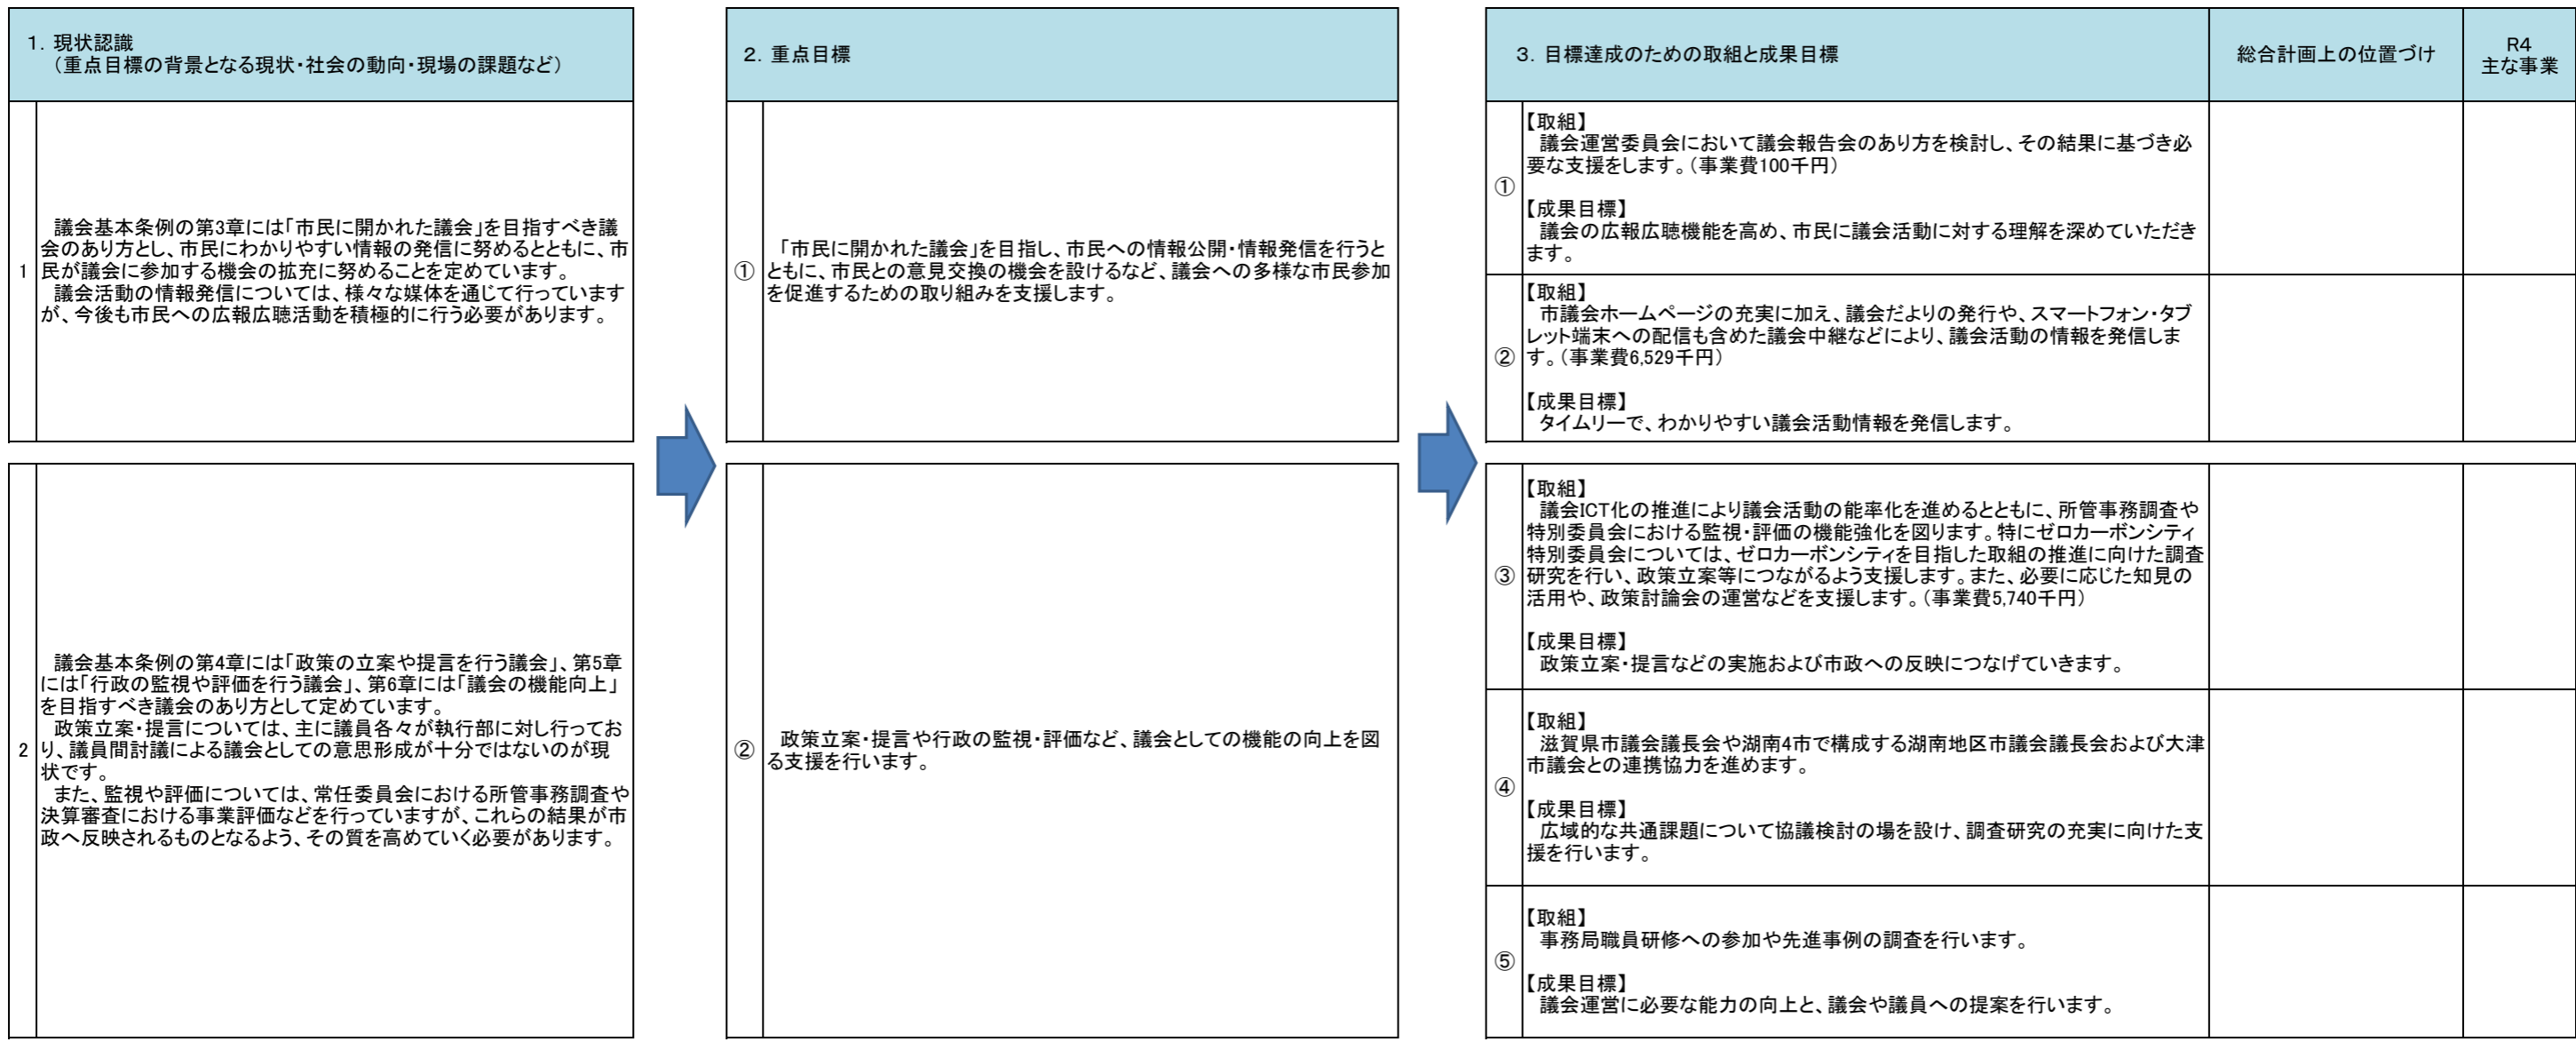 1．現状認識
（重点目標の背景となる現状・社会の動向・現場の課題など）
1
議会基本条例の第3章には「市民に開かれた議会」を目指すべき議
会のあり方とし、市民にわかりやすい情報の発信に努めるとともに、市
民が議会に参加する機会の拡充に努めることを定めています。
議会活動の情報発信については、様々な媒体を通じて行っています
が、今後も市民への広報広聴活動を積極的に行う必要があります。
2
議会基本条例の第4章には「政策の立案や提言を行う議会」、第5章
には「行政の監視や評価を行う議会」、第6章には「議会の機能向上」
を目指すべき議会のあり方として定めています。
政策立案・提言については、主に議員各々が執行部に対し行ってお
り、議員間討議による議会としての意思形成が十分ではないのが現
状です。
また、監視や評価については、常任委員会における所管事務調査や
決算審査における事業評価などを行っていますが、これらの結果が市
政へ反映されるものとなるよう、その質を高めていく必要があります。
2．重点目標
①
「市民に開かれた議会」を目指し、市民への情報公開・情報発信を行うと
ともに、市民との意見交換の機会を設けるなど、議会への多様な市民参加
を促進するための取り組みを支援します。
②
政策立案・提言や行政の監視・評価など、議会としての機能の向上を図
る支援を行います。
3．目標達成のための取組と成果目標
総合計画上の位置づけ
R4
主な事業
①
【取組】
議会運営委員会において議会報告会のあり方を検討し、その結果に基づき必
要な支援をします。（事業費100千円）
【成果目標】
議会の広報広聴機能を高め、市民に議会活動に対する理解を深めていただき
ます。
②
【取組】
市議会ホームページの充実に加え、議会だよりの発行や、スマートフォン・タブ
レット端末への配信も含めた議会中継などにより、議会活動の情報を発信しま
す。（事業費6,529千円）
【成果目標】
タイムリーで、わかりやすい議会活動情報を発信します。
③
【取組】
議会ICT化の推進により議会活動の能率化を進めるとともに、所管事務調査や
特別委員会における監視・評価の機能強化を図ります。特にゼロカーボンシティ
特別委員会については、ゼロカーボンシティを目指した取組の推進に向けた調査
研究を行い、政策立案等につながるよう支援します。また、必要に応じた知見の
活用や、政策討論会の運営などを支援します。（事業費5,740千円）
【成果目標】
政策立案・提言などの実施および市政への反映につなげていきます。
④
【取組】
滋賀県市議会議長会や湖南4市で構成する湖南地区市議会議長会および大津
市議会との連携協力を進めます。
【成果目標】
広域的な共通課題について協議検討の場を設け、調査研究の充実に向けた支
援を行います。
⑤
【取組】
事務局職員研修への参加や先進事例の調査を行います。
【成果目標】
議会運営に必要な能力の向上と、議会や議員への提案を行います。